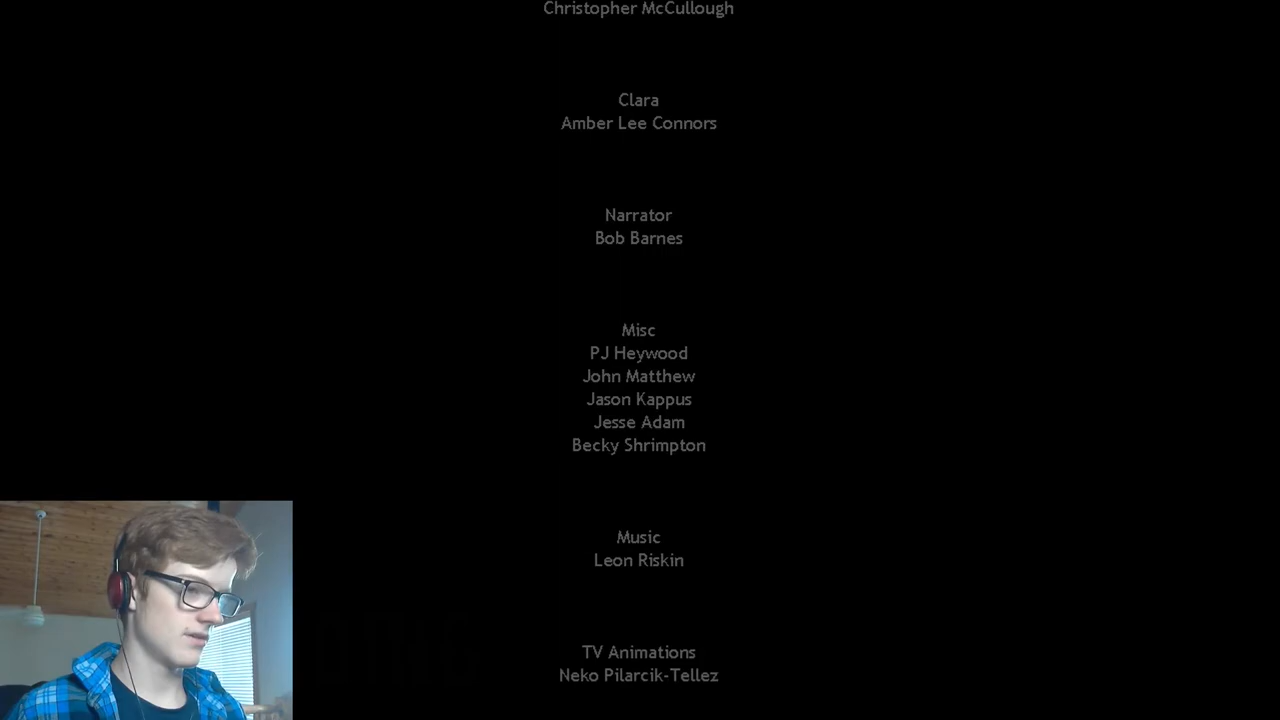 Christopher McCullough
Clara
Amber Lee Connors
Narrator
Bob Barnes
Misc
PJ Heywood
John Matthew
Jason Kappus
Jesse Adam
Becky Shrimpton
Music
Leon Riskin
TV Animations
Neko Pilarcik-Tellez